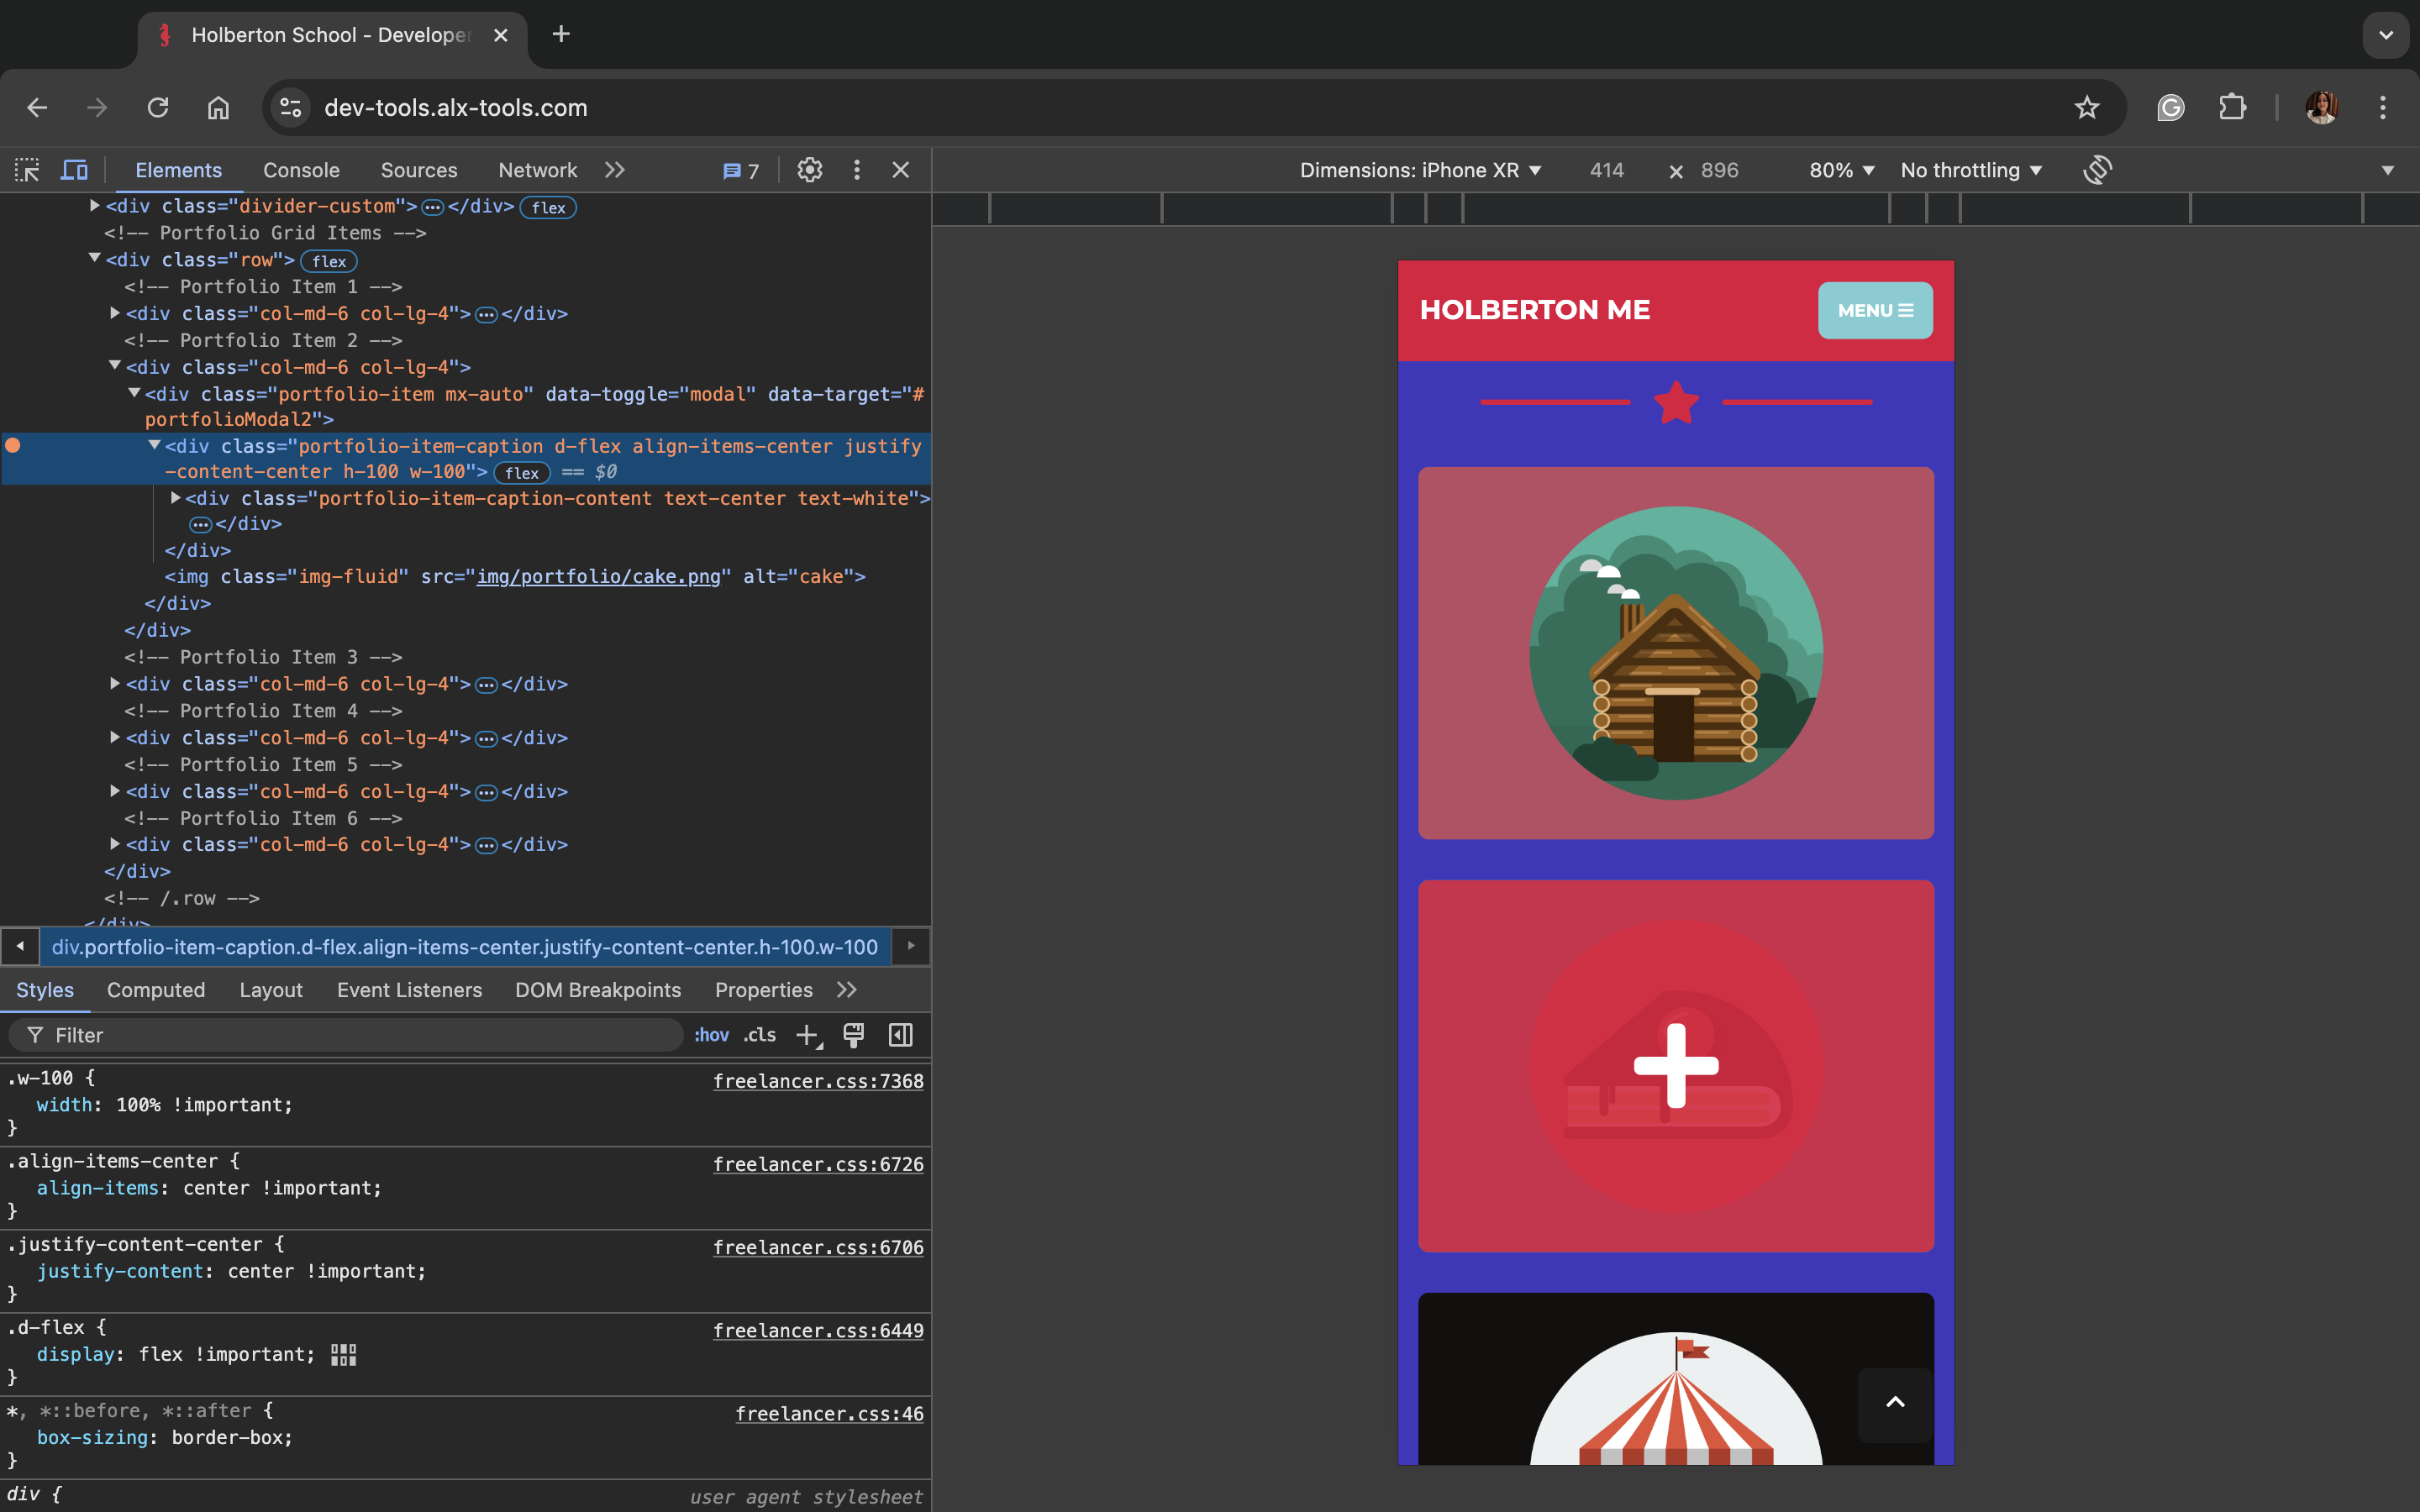 Holberton School - Developer
dev-tools.alx-tools.com
Elements Console Sources Network 7
Dimensions: iPhone XR 414 × 896 80% No throttling
<div class="divider-custom"> </div> flex
<!-- Portfolio Grid Items -->
<div class="row"> flex
<!-- Portfolio Item 1 -->
<div class="col-md-6 col-lg-4"> </div>
<!-- Portfolio Item 2 -->
<div class="col-md-6 col-lg-4">
<div class="portfolio-item mx-auto" data-toggle="modal" data-target="#
portfolioModal2">
<div class="portfolio-item-caption d-flex align-items-center justify
-content-center h-100 w-100"> flex == $0
<div class="portfolio-item-caption-content text-center text-white">
</div>
</div>
<img class="img-fluid" src="img/portfolio/cake.png" alt="cake">
</div>
</div>
<!-- Portfolio Item 3 -->
<div class="col-md-6 col-lg-4"> </div>
<!-- Portfolio Item 4 -->
<div class="col-md-6 col-lg-4"> </div>
<!-- Portfolio Item 5 -->
<div class="col-md-6 col-lg-4"> </div>
<!-- Portfolio Item 6 -->
<div class="col-md-6 col-lg-4"> </div>
</div>
<!-- /.row -->
</div>
div.portfolio-item-caption.d-flex.align-items-center.justify-content-center.h-100.w-100
Styles Computed Layout Event Listeners DOM Breakpoints Properties
Filter :hov .cls
.w-100 { freelancer.css:7368
width: 100% !important;
}
.align-items-center { freelancer.css:6726
align-items: center !important;
}
.justify-content-center { freelancer.css:6706
justify-content: center !important;
}
.d-flex { freelancer.css:6449
display: flex !important;
}
*, *::before, *::after { freelancer.css:46
box-sizing: border-box;
}
div { user agent stylesheet
HOLBERTON ME
MENU